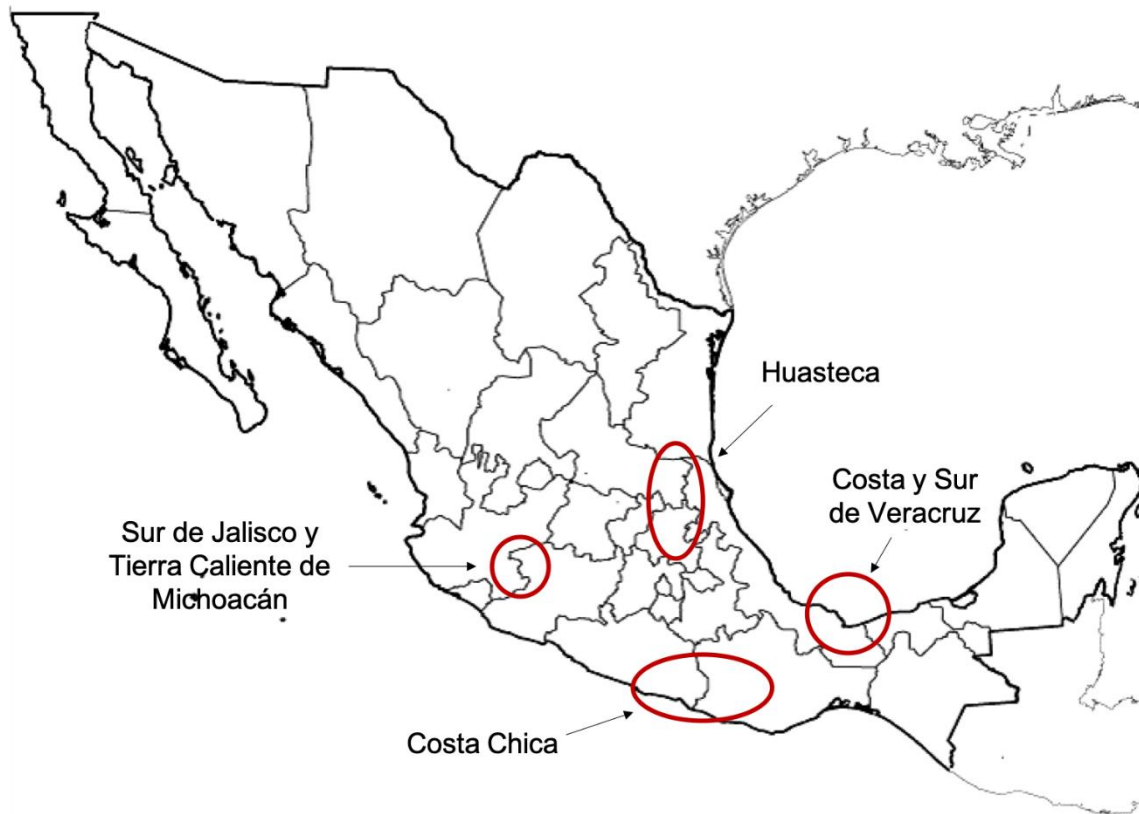 Huasteca
Costa y Sur
de Veracruz
Sur de Jalisco y
Tierra Caliente de
Michoacán
Costa Chica